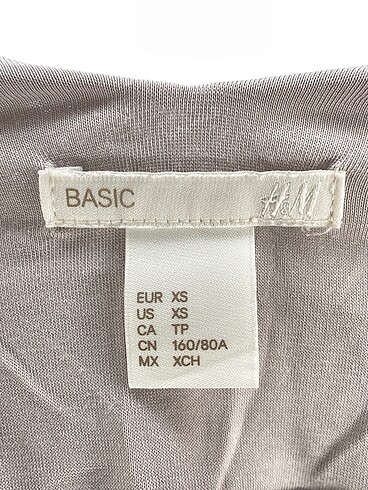 BASIC H&M
EUR XS
US XS
CA TP
CN 160/80A
MX XCH